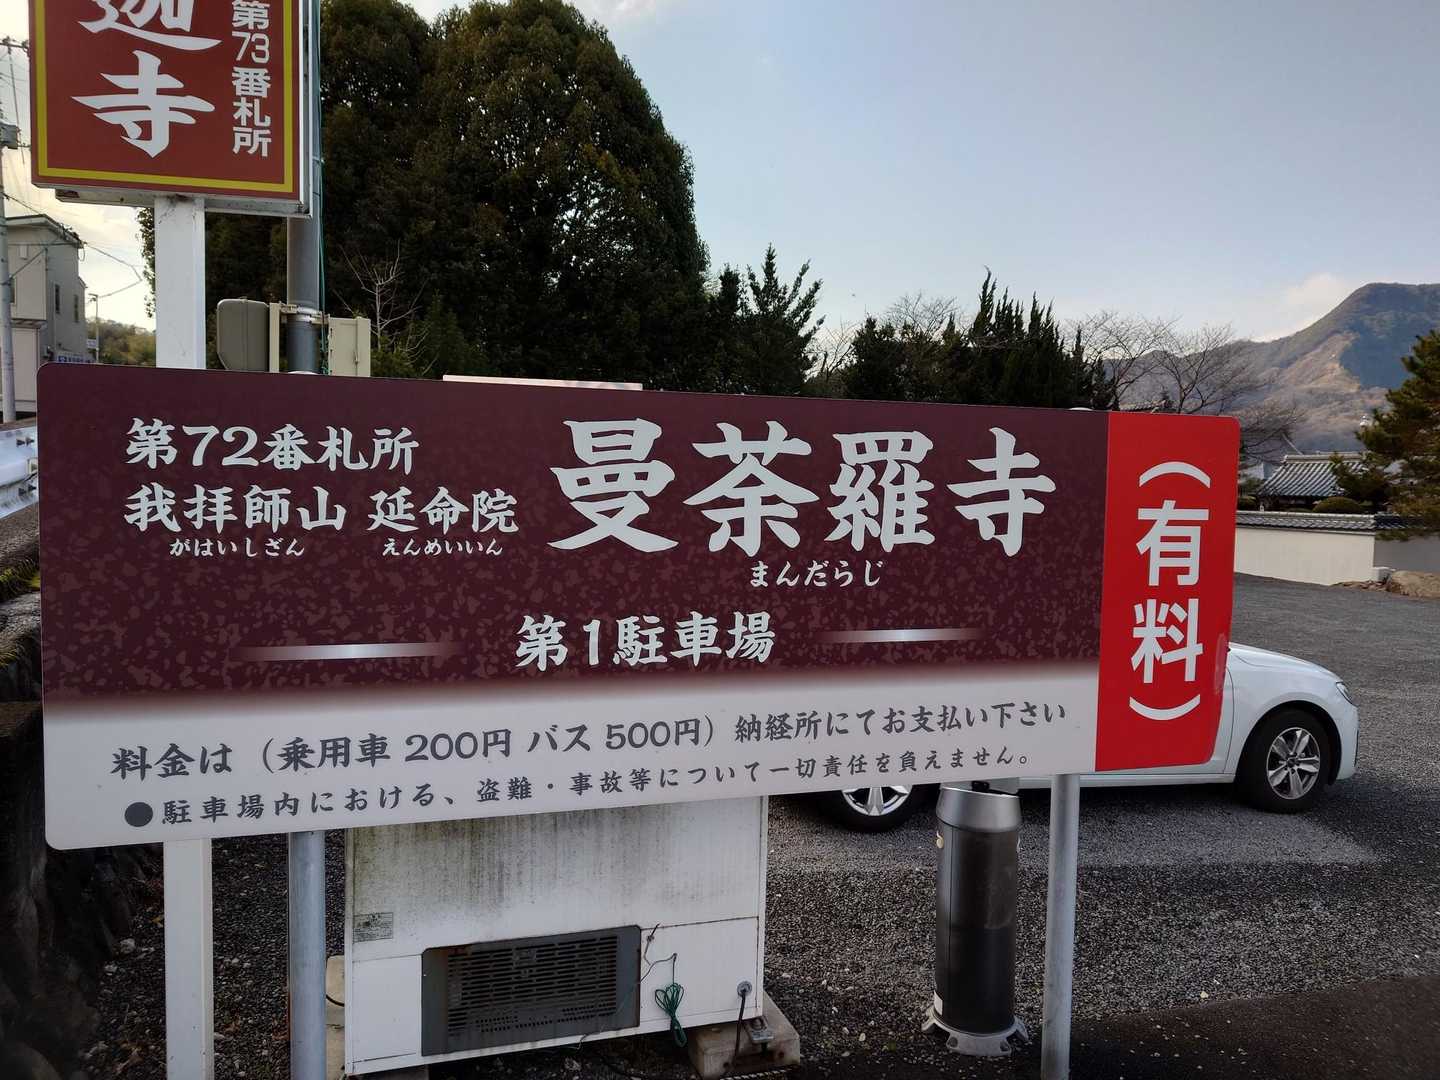 迦寺
第73番札所
第72番札所
我拝師山 延命院
がはいしざん えんめいいん
曼荼羅寺
まんだらじ
第1駐車場
(有料)
料金は(乗用車 200円 バス 500円)納経所にてお支払い下さい
●駐車場内における、盗難・事故等について一切責任を負えません。